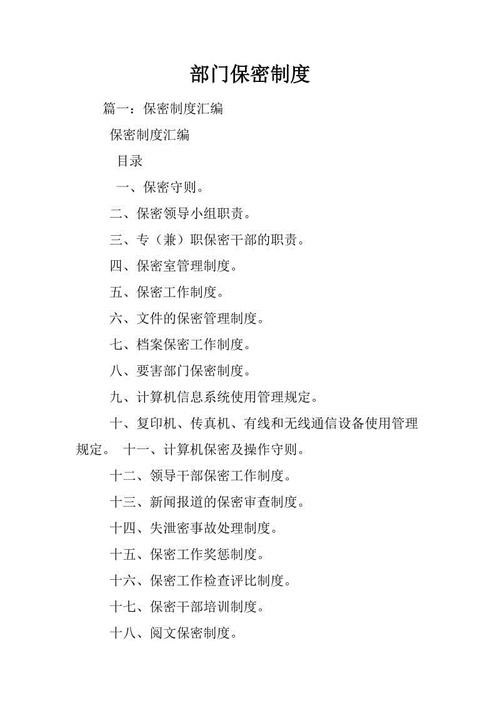 部门保密制度
篇一：保密制度汇编
保密制度汇编
目录
一、保密守则。
二、保密领导小组职责。
三、专（兼）职保密干部的职责。
四、保密室管理制度。
五、保密工作制度。
六、文件的保密管理制度。
七、档案保密工作制度。
八、要害部门保密制度。
九、计算机信息系统使用管理规定。
十、复印机、传真机、有线和无线通信设备使用管理
规定。 十一、计算机保密及操作守则。
十二、领导干部保密工作制度。
十三、新闻报道的保密审查制度。
十四、失泄密事故处理制度。
十五、保密工作奖惩制度。
十六、保密工作检查评比制度。
十七、保密干部培训制度。
十八、阅文保密制度。